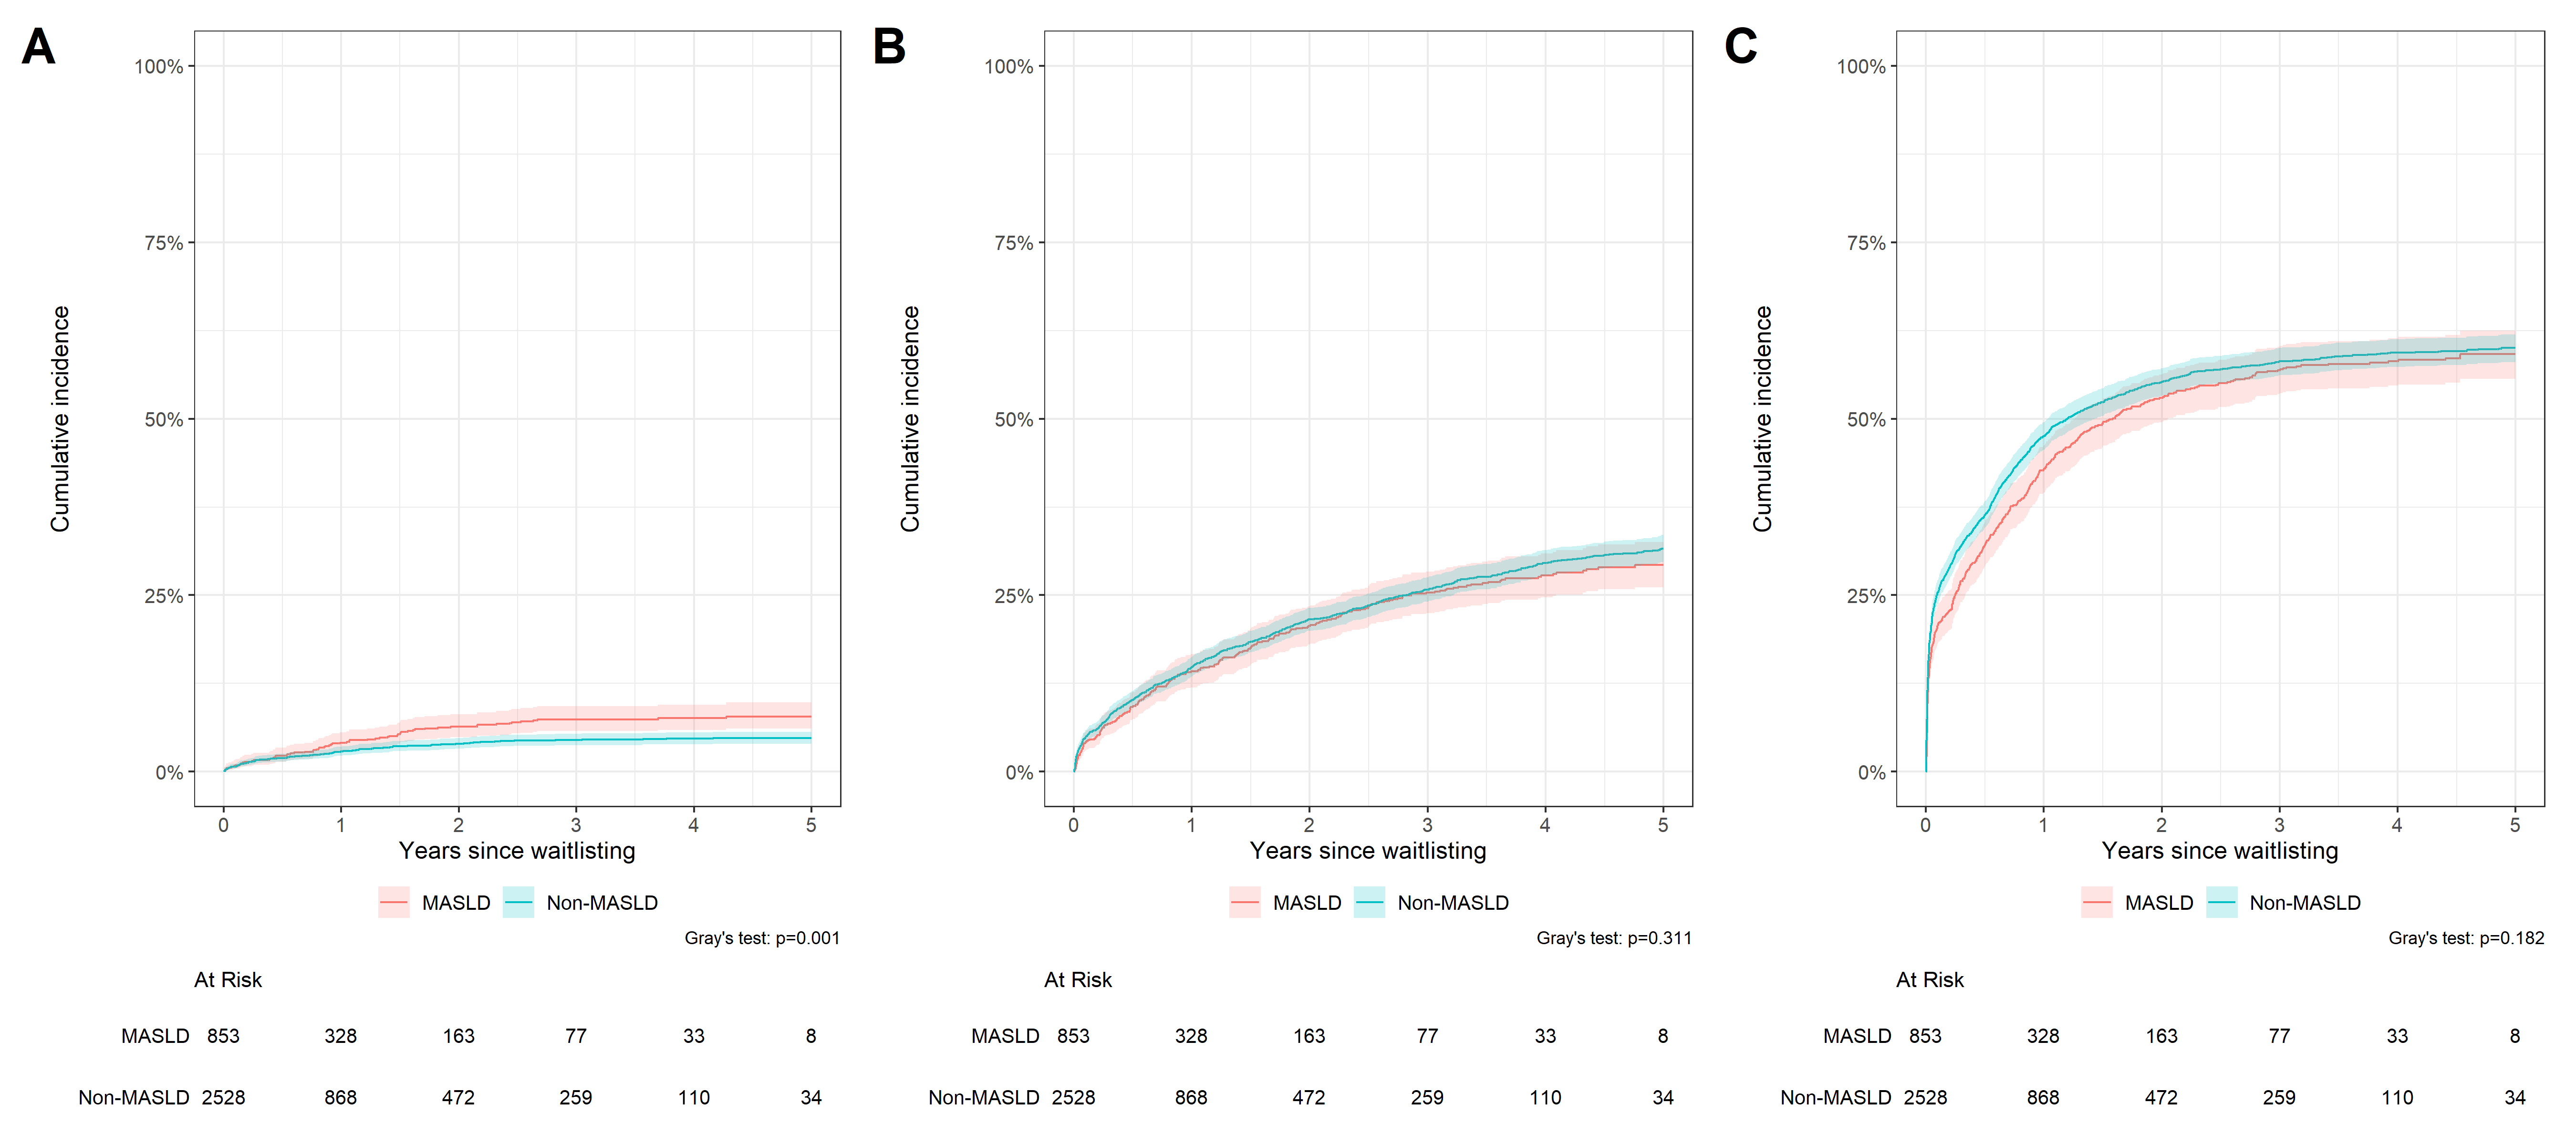 A
Cumulative incidence
100%
75%
50%
25%
0%
0 1 2 3 4 5
Years since waitlisting
MASLD Non-MASLD
Gray's test: p=0.001
At Risk
MASLD 853 328 163 77 33 8
Non-MASLD 2528 868 472 259 110 34
B
Cumulative incidence
100%
75%
50%
25%
0%
0 1 2 3 4 5
Years since waitlisting
MASLD Non-MASLD
Gray's test: p=0.311
At Risk
MASLD 853 328 163 77 33 8
Non-MASLD 2528 868 472 259 110 34
C
Cumulative incidence
100%
75%
50%
25%
0%
0 1 2 3 4 5
Years since waitlisting
MASLD Non-MASLD
Gray's test: p=0.182
At Risk
MASLD 853 328 163 77 33 8
Non-MASLD 2528 868 472 259 110 34